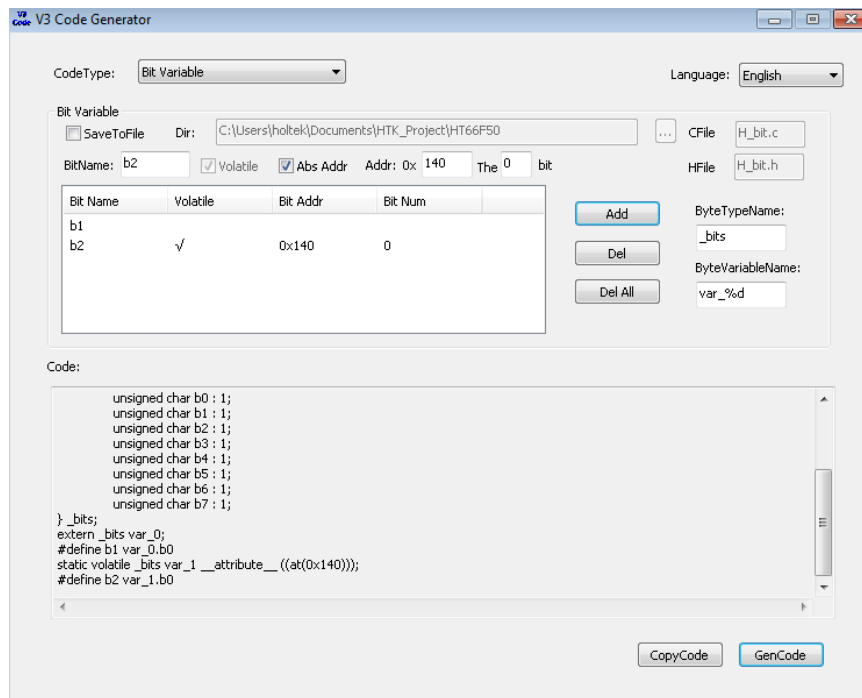 V3 Code V3 Code Generator
CodeType: Bit Variable Language: English
Bit Variable
SaveToFile Dir: C:\Users\holtek\Documents\HTK_Project\HT66F50 ... CFile H_bit.c
BitName: b2 Volatile Abs Addr Addr: 0x 140 The 0 bit HFile H_bit.h
Bit Name Volatile Bit Addr Bit Num
b1
b2 √ 0x140 0
Add
Del
Del All
ByteTypeName:
_bits
ByteVariableName:
var_%d
Code:
unsigned char b0 : 1;
unsigned char b1 : 1;
unsigned char b2 : 1;
unsigned char b3 : 1;
unsigned char b4 : 1;
unsigned char b5 : 1;
unsigned char b6 : 1;
unsigned char b7 : 1;
} _bits;
extern _bits var_0;
#define b1 var_0.b0
static volatile _bits var_1 __attribute__ ((at(0x140)));
#define b2 var_1.b0
CopyCode GenCode